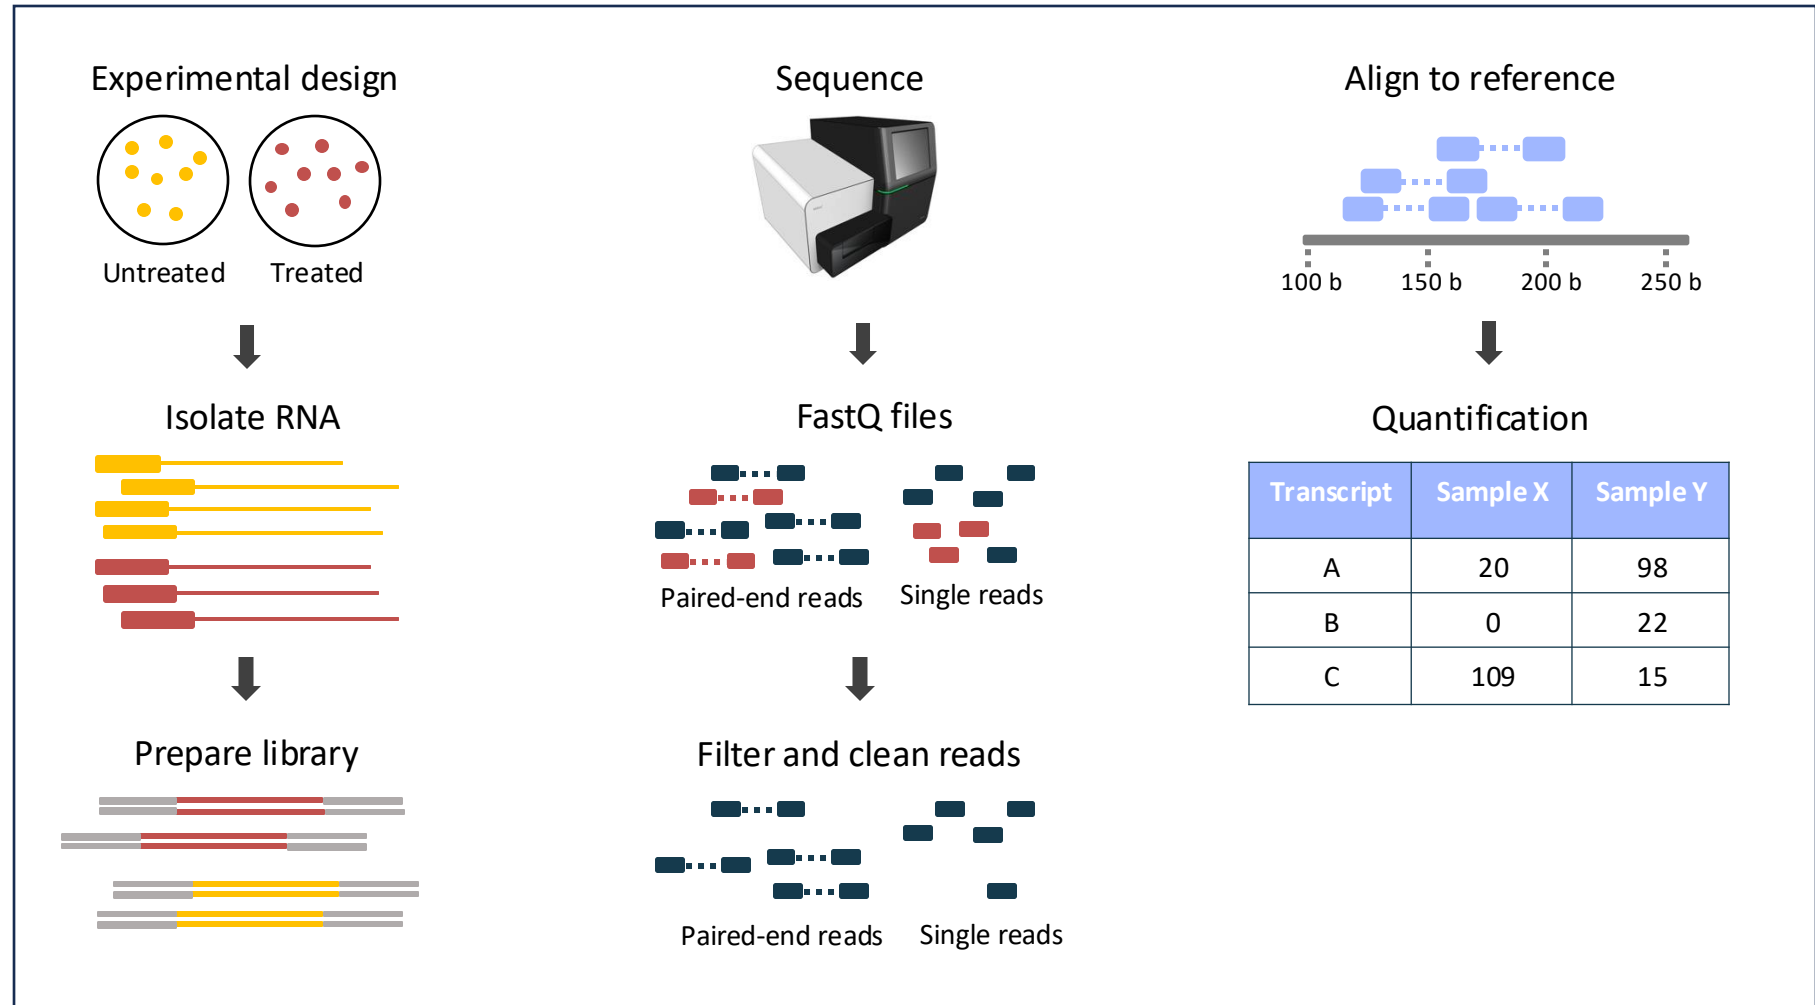 Experimental design
Untreated
Treated
Isolate RNA
Prepare library
Sequence
FastQ files
Paired-end reads
Single reads
Filter and clean reads
Paired-end reads
Single reads
Align to reference
100 b 150 b 200 b 250 b
Quantification
Transcript Sample X Sample Y
A 20 98
B 0 22
C 109 15